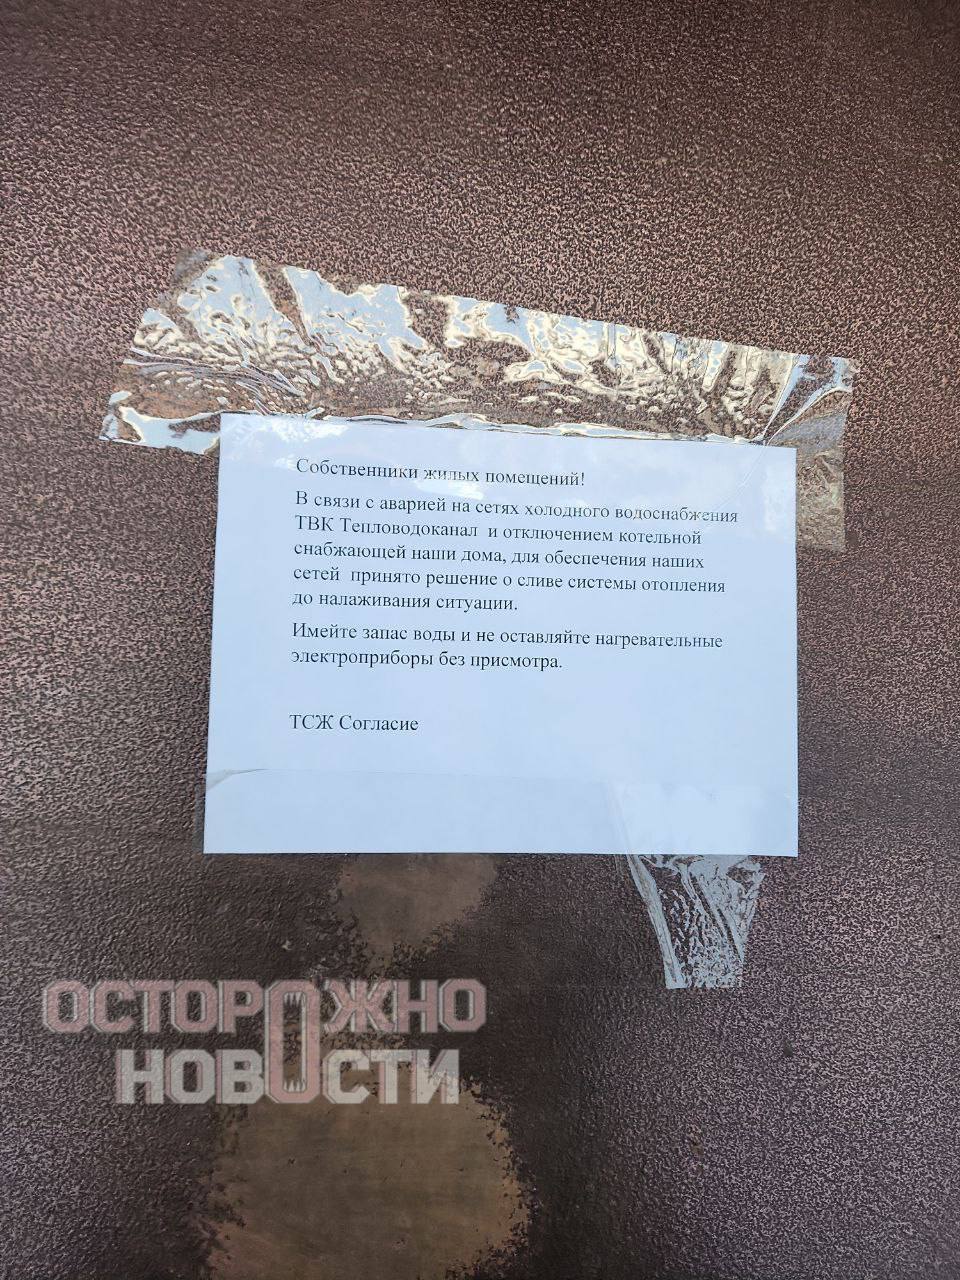 Собственники жилых помещений!
В связи с аварией на сетях холодного водоснабжения
ТВК Тепловодоканал и отключением котельной
снабжающей наши дома, для обеспечения наших
сетей принято решение о сливе системы отопления
до налаживания ситуации.
Имейте запас воды и не оставляйте нагревательные
электроприборы без присмотра.
ТСЖ Согласие
ОСТОРОЖНО
НОВОСТИ